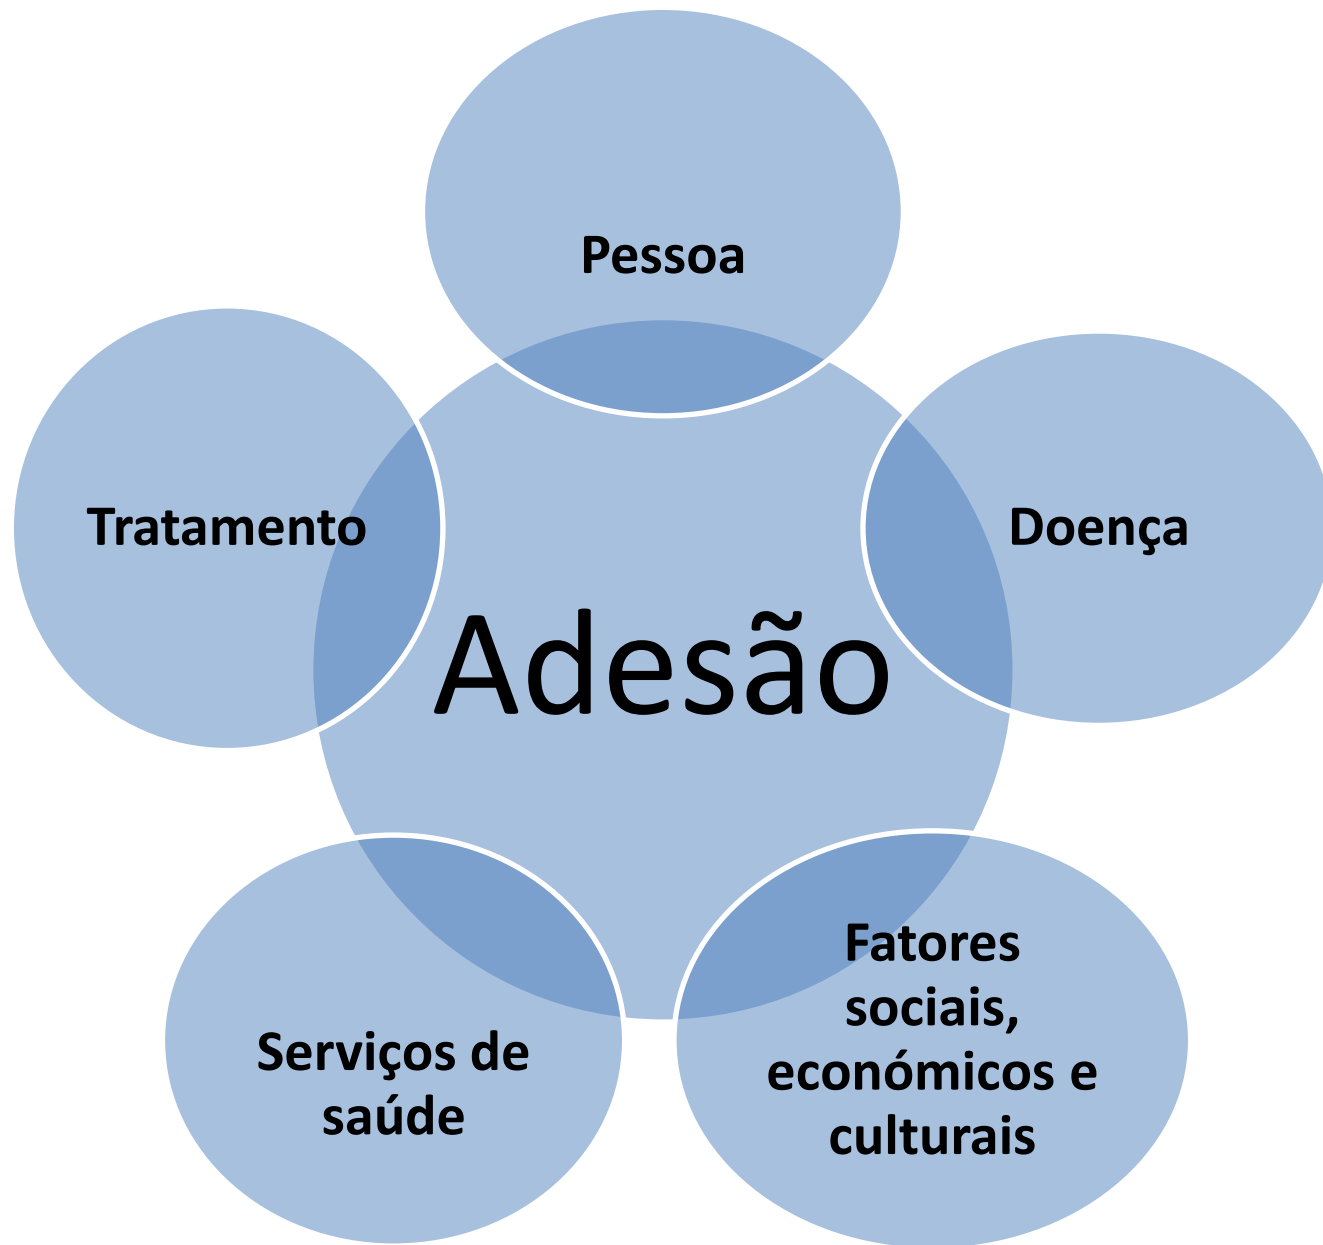 Pessoa
Tratamento
Doença
Adesão
Serviços de
saúde
Fatores
sociais,
económicos e
culturais